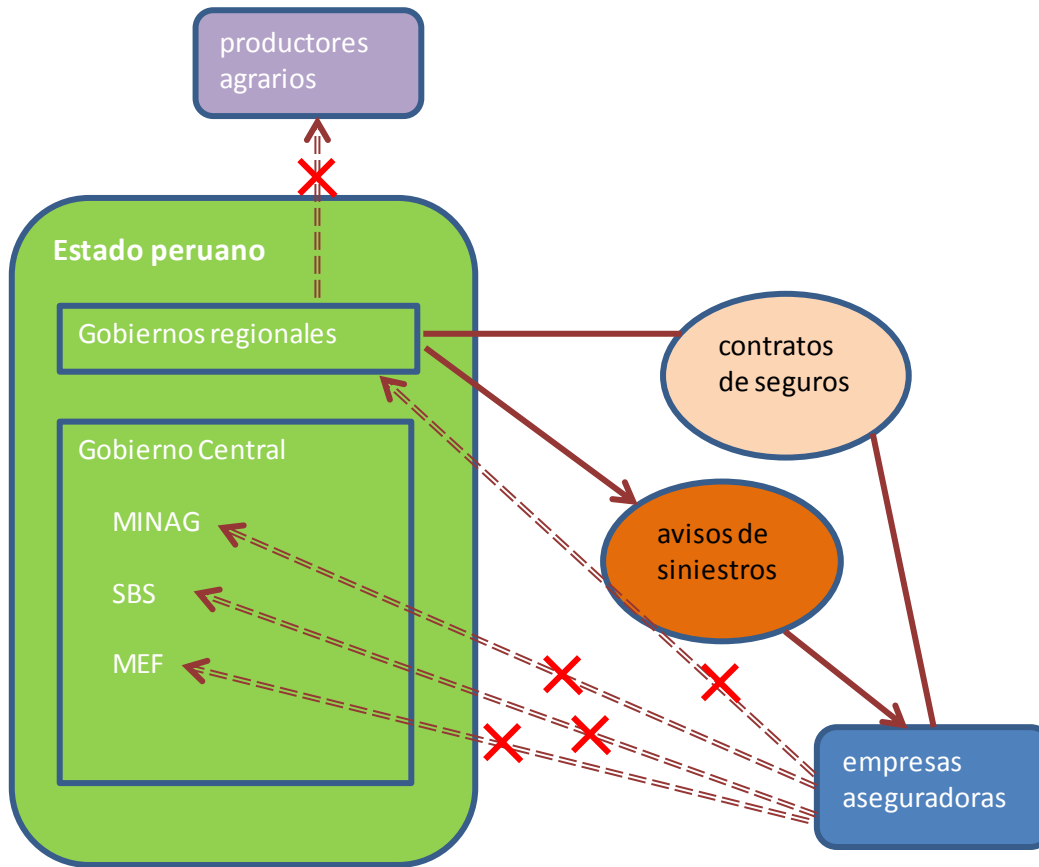 productores
agrarios
Estado peruano
Gobiernos regionales
contratos
de seguros
Gobierno Central
MINAG
avisos de
siniestros
SBS
MEF
empresas
aseguradoras